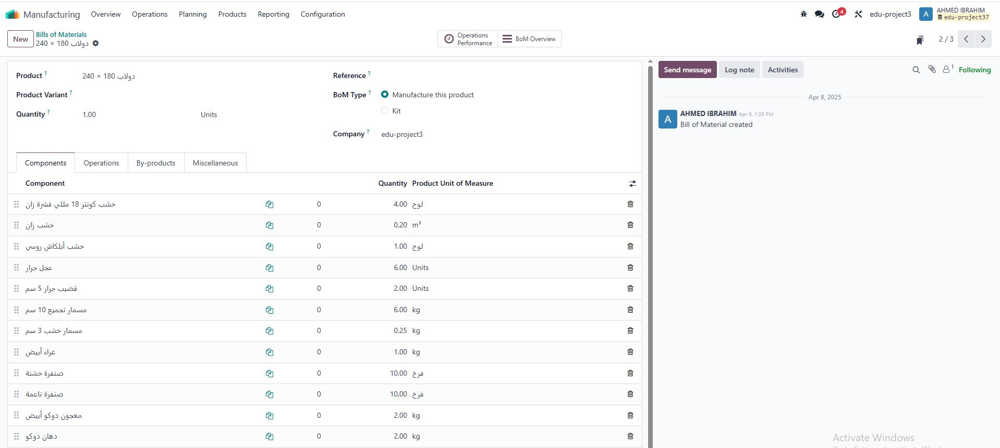 Manufacturing Overview Operations Planning Products Reporting Configuration 4 edu-project3 A AHMED IBRAHIM
edu-project37
New Bills of Materials
دولاب 180 × 240
Operations Performance
BoM Overview
2 / 3
Product ? دولاب 180 × 240
Product Variant ?
Quantity ? 1.00 Units
Reference ?
BoM Type ? Manufacture this product
Kit
Company ? edu-project3
Components Operations By-products Miscellaneous
Component Quantity Product Unit of Measure
خشب كونتر 18 مللي قشرة زان 0 4.00 لوح
خشب زان 0 0.20 m³
خشب أبلكاش روسي 0 1.00 لوح
عجل جرار 0 6.00 Units
قضيب جرار 5 سم 0 2.00 Units
مسمار تجميع 10 سم 0 6.00 kg
مسمار خشب 3 سم 0 0.25 kg
غراء أبيض 0 1.00 kg
صنفرة خشنة 0 10.00 فرخ
صنفرة ناعمة 0 10.00 فرخ
معجون دوكو أبيض 0 2.00 kg
دهان دوكو 0 2.00 kg
Send message Log note Activities 1 Following
Apr 8, 2025
A AHMED IBRAHIM Apr 8, 1:33 PM
Bill of Material created
Activate Windows